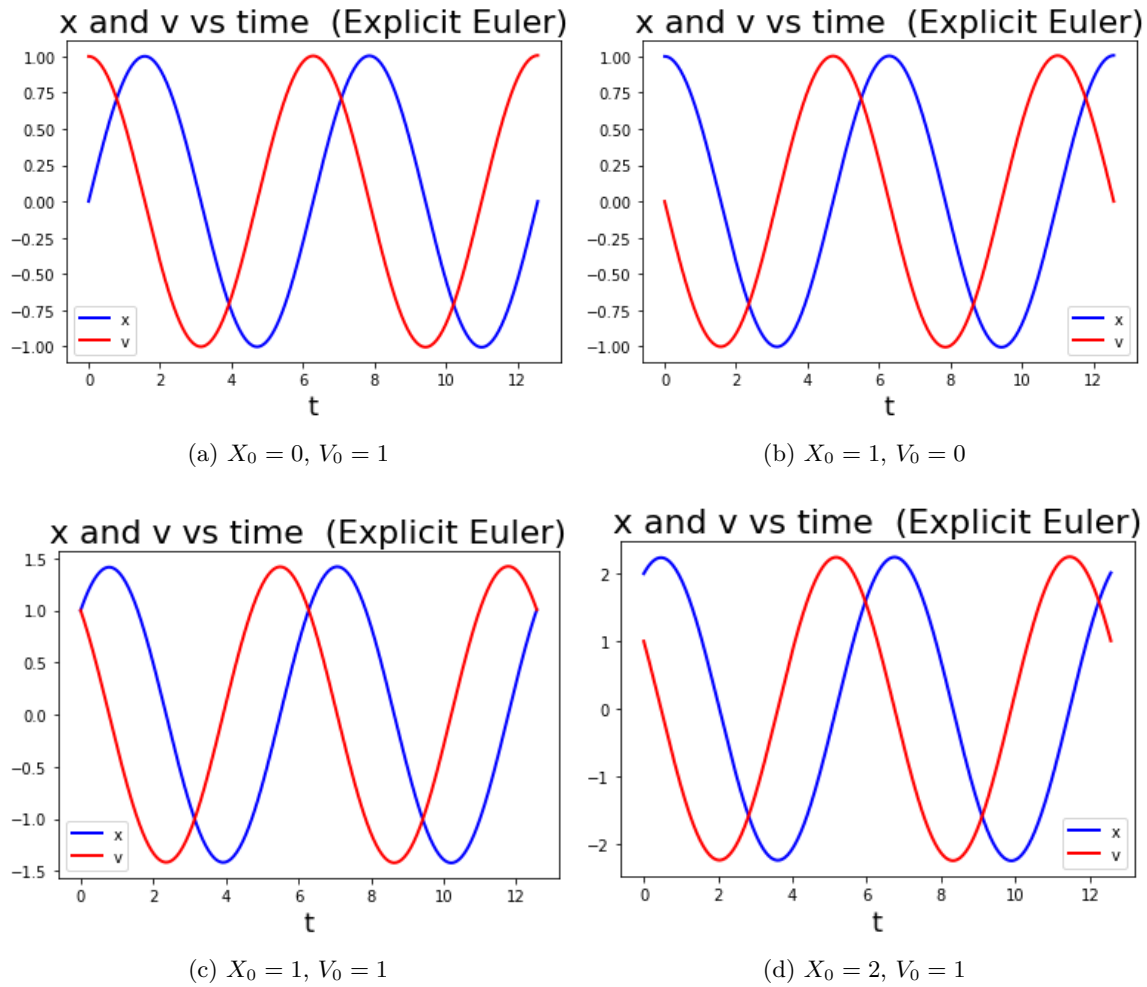 x and v vs time (Explicit Euler)
1.00
0.75
0.50
0.25
0.00
−0.25
−0.50
−0.75
−1.00
x
v
0 2 4 6 8 10 12
t
(a) X₀ = 0, V₀ = 1
x and v vs time (Explicit Euler)
1.00
0.75
0.50
0.25
0.00
−0.25
−0.50
−0.75
−1.00
x
v
0 2 4 6 8 10 12
t
(b) X₀ = 1, V₀ = 0
x and v vs time (Explicit Euler)
1.5
1.0
0.5
0.0
−0.5
−1.0
−1.5
x
v
0 2 4 6 8 10 12
t
(c) X₀ = 1, V₀ = 1
x and v vs time (Explicit Euler)
2
1
0
−1
−2
x
v
0 2 4 6 8 10 12
t
(d) X₀ = 2, V₀ = 1